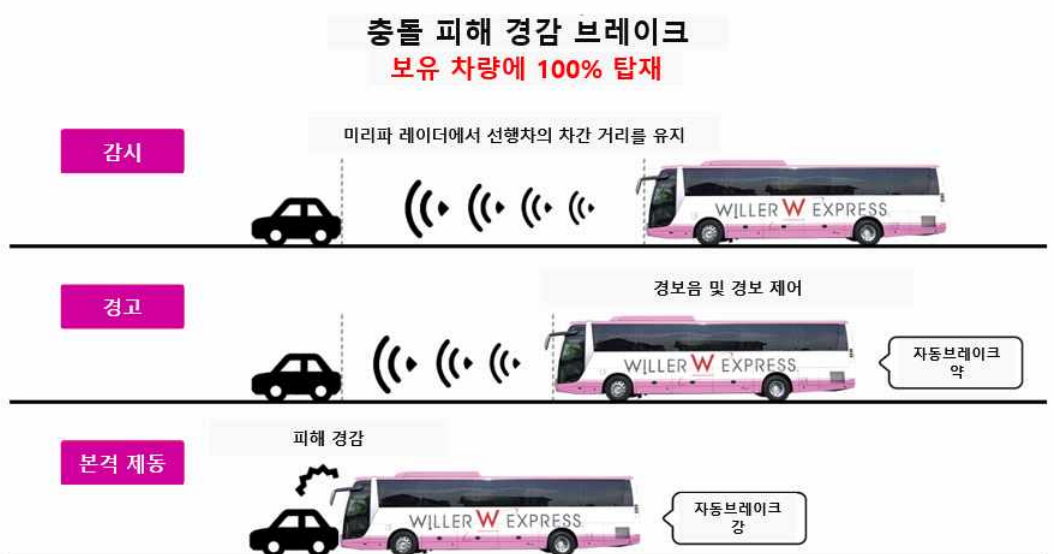 충돌 피해 경감 브레이크
보유 차량에 100% 탑재
감시
미리파 레이더에서 선행차의 차간 거리를 유지
WILLER W EXPRESS
경고
경보음 및 경보 제어
WILLER W EXPRESS
자동브레이크
약
본격 제동
피해 경감
WILLER W EXPRESS
자동브레이크
강